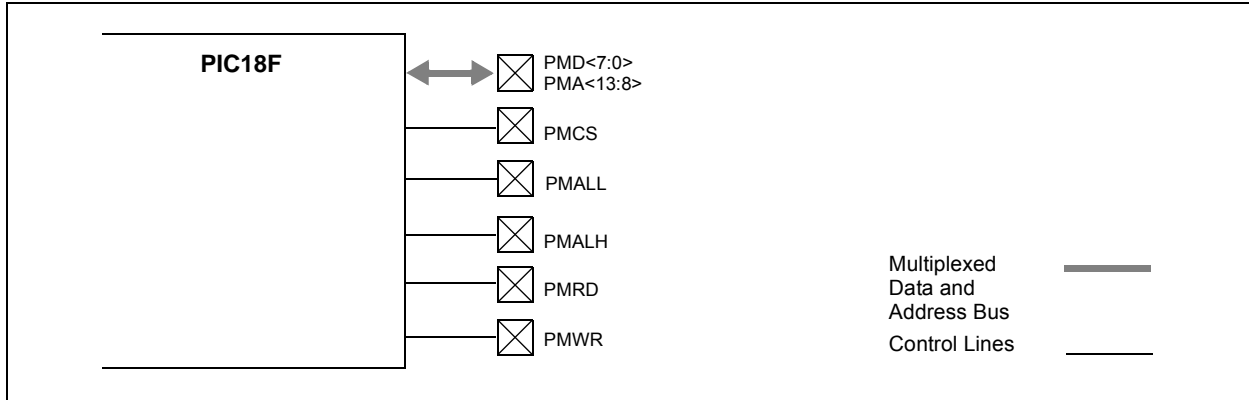 PIC18F
PMD<7:0>
PMA<13:8>
PMCS
PMALL
PMALH
PMRD
PMWR
Multiplexed
Data and
Address Bus
Control Lines